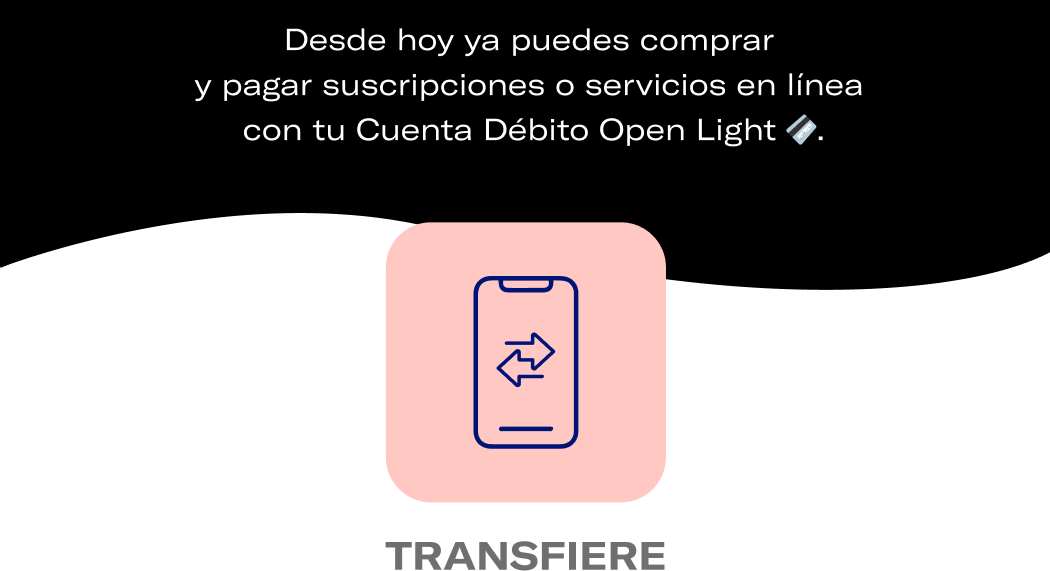 Desde hoy ya puedes comprar
y pagar suscripciones o servicios en línea
con tu Cuenta Débito Open Light 💳.
TRANSFIERE